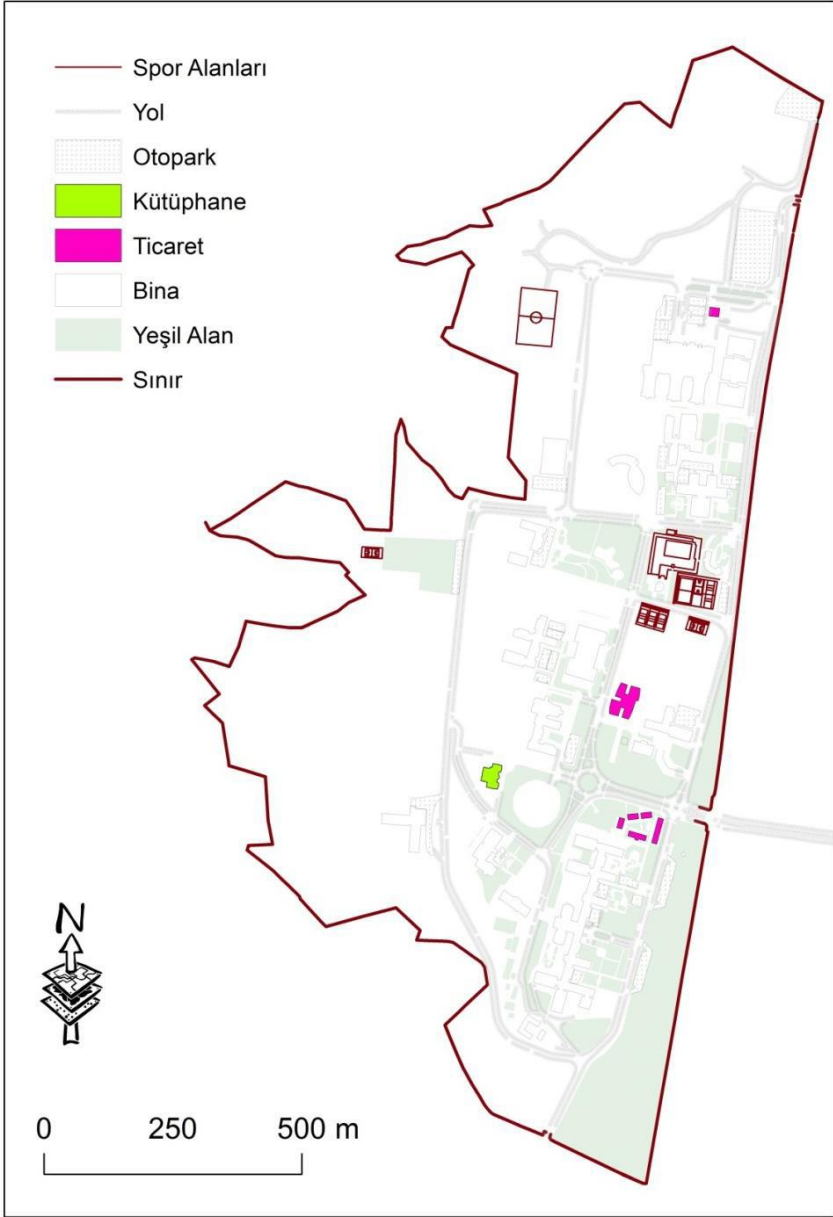 Spor Alanları
Yol
Otopark
Kütüphane
Ticaret
Bina
Yeşil Alan
Sınır
N
0 250 500 m